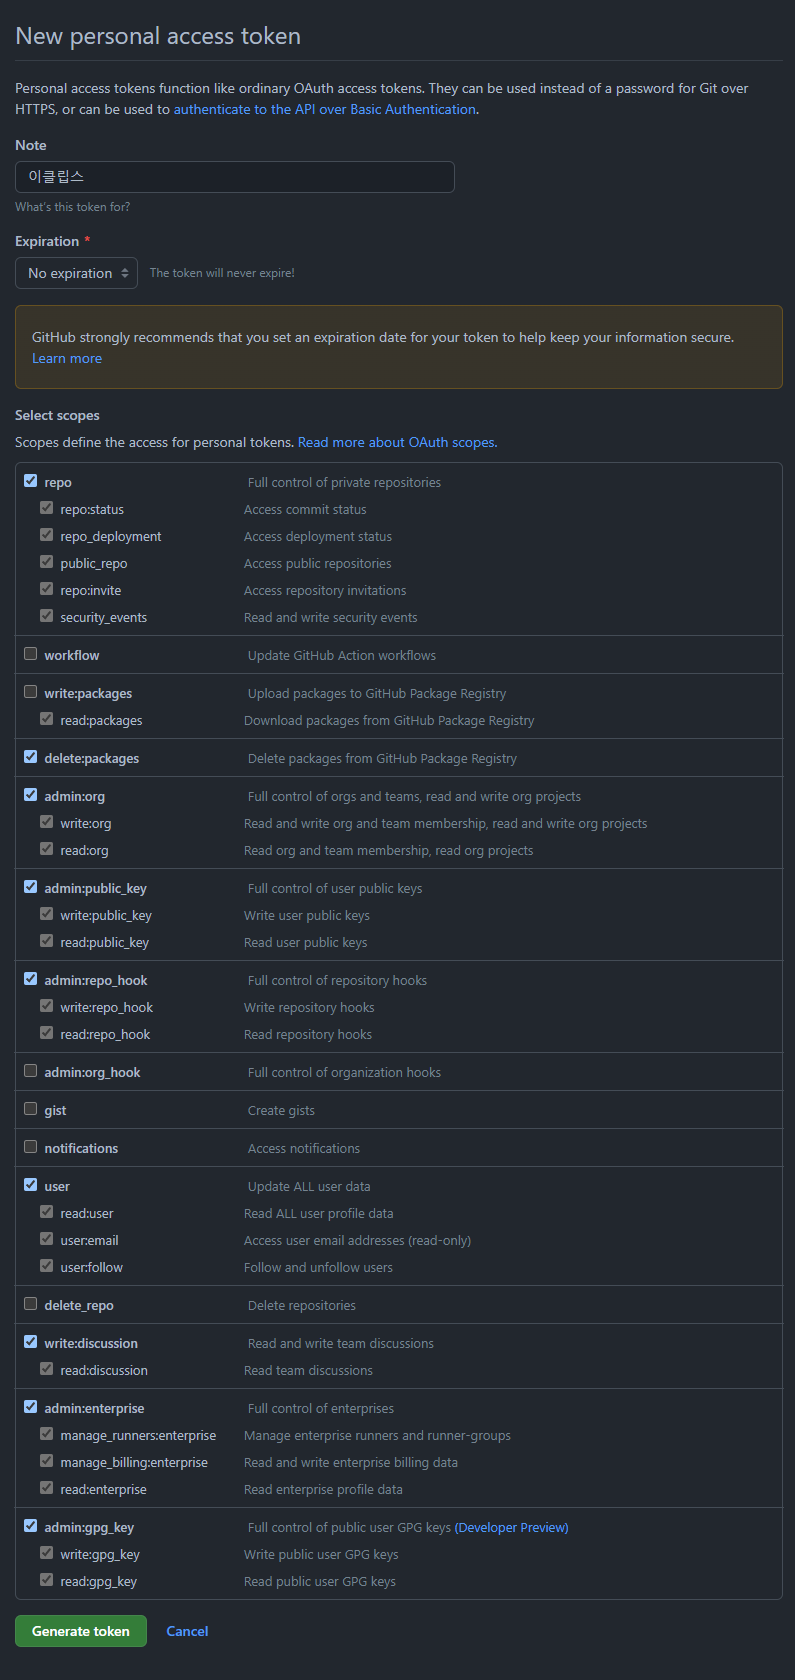 New personal access token
Personal access tokens function like ordinary OAuth access tokens. They can be used instead of a password for Git over
HTTPS, or can be used to authenticate to the API over Basic Authentication.
Note
이클립스
What's this token for?
Expiration *
No expiration The token will never expire!
GitHub strongly recommends that you set an expiration date for your token to help keep your information secure.
Learn more
Select scopes
Scopes define the access for personal tokens. Read more about OAuth scopes.
repo Full control of private repositories
repo:status Access commit status
repo_deployment Access deployment status
public_repo Access public repositories
repo:invite Access repository invitations
security_events Read and write security events
workflow Update GitHub Action workflows
write:packages Upload packages to GitHub Package Registry
read:packages Download packages from GitHub Package Registry
delete:packages Delete packages from GitHub Package Registry
admin:org Full control of orgs and teams, read and write org projects
write:org Read and write org and team membership, read and write org projects
read:org Read org and team membership, read org projects
admin:public_key Full control of user public keys
write:public_key Write user public keys
read:public_key Read user public keys
admin:repo_hook Full control of repository hooks
write:repo_hook Write repository hooks
read:repo_hook Read repository hooks
admin:org_hook Full control of organization hooks
gist Create gists
notifications Access notifications
user Update ALL user data
read:user Read ALL user profile data
user:email Access user email addresses (read-only)
user:follow Follow and unfollow users
delete_repo Delete repositories
write:discussion Read and write team discussions
read:discussion Read team discussions
admin:enterprise Full control of enterprises
manage_runners:enterprise Manage enterprise runners and runner-groups
manage_billing:enterprise Read and write enterprise billing data
read:enterprise Read enterprise profile data
admin:gpg_key Full control of public user GPG keys (Developer Preview)
write:gpg_key Write public user GPG keys
read:gpg_key Read public user GPG keys
Generate token Cancel